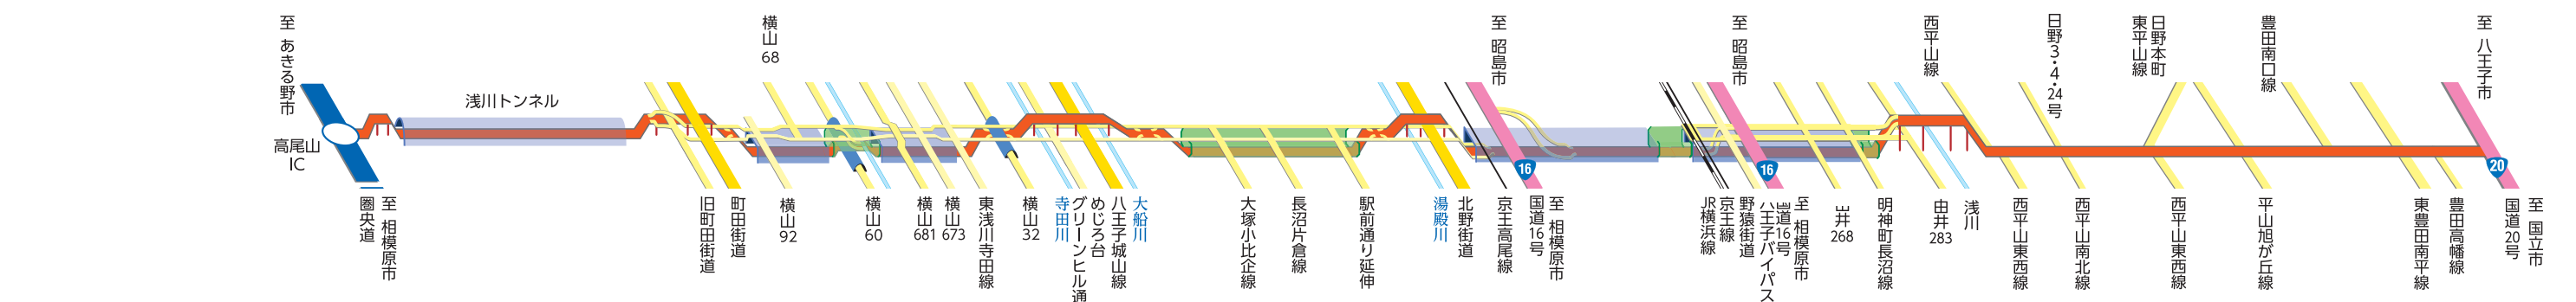 至 あきる野市
高尾山
IC
圏央道
至 相模原市
浅川トンネル
旧町田街道
町田街道
横山
68
横山
92
横山
60
横山
681
横山
673
東浅川寺田線
横山
32
寺田川
グリーンヒル通
めじろ台
八王子城山線
大船川
大塚小比企線
長沼片倉線
駅前通り延伸
湯殿川
北野街道
京王高尾線
至 昭島市
16
国道16号
至 相模原市
JR横浜線
京王線
野猿街道
至 昭島市
16
八王子バイパス
国道16号
至 相模原市
由井
268
明神町長沼線
西平山線
由井
283
浅川
西平山東西線
日野3・4・24号
西平山南北線
日野本町
東平山線
西平山東西線
豊田南口線
平山旭が丘線
東豊田南平線
豊田高幡線
至 八王子市
20
国道20号
至 国立市